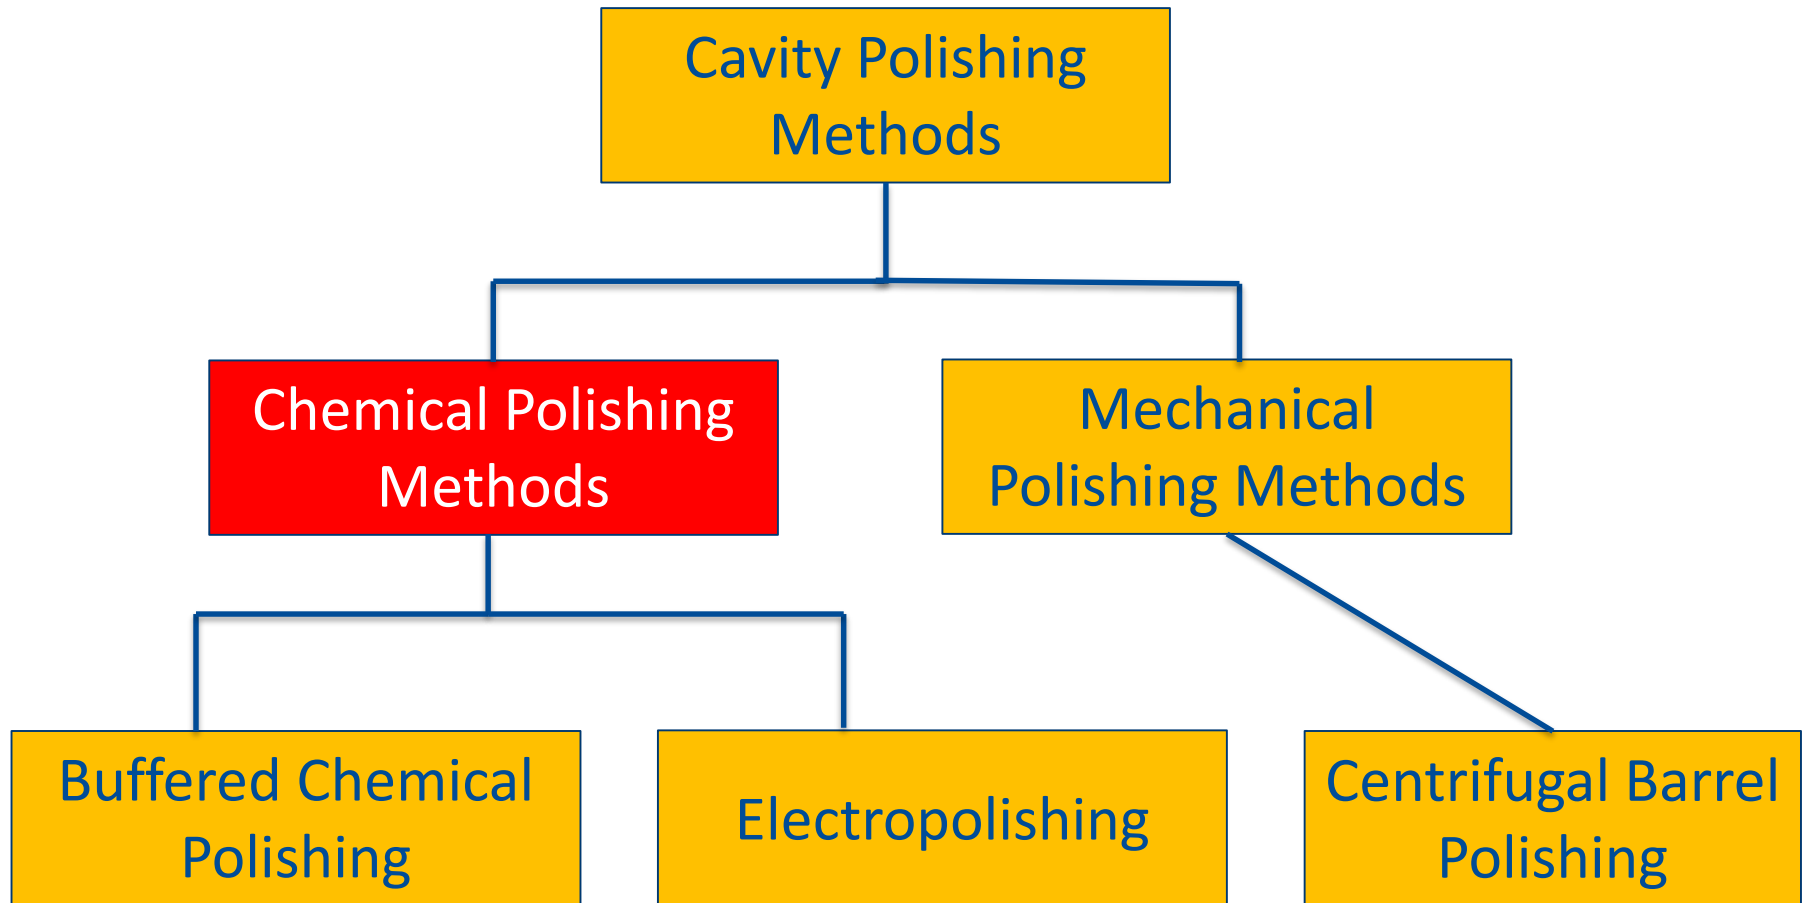 Cavity Polishing
Methods
Chemical Polishing
Methods
Mechanical
Polishing Methods
Buffered Chemical
Polishing
Electropolishing
Centrifugal Barrel
Polishing